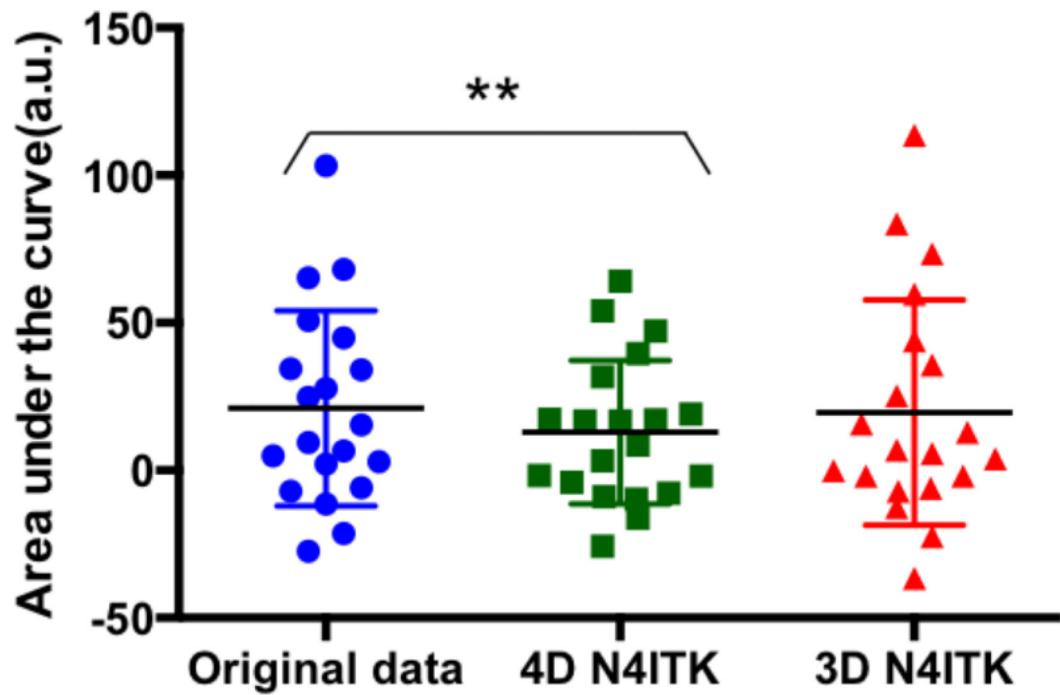 Area under the curve(a.u.)
150
100
50
0
-50
**
Original data
4D N4ITK
3D N4ITK